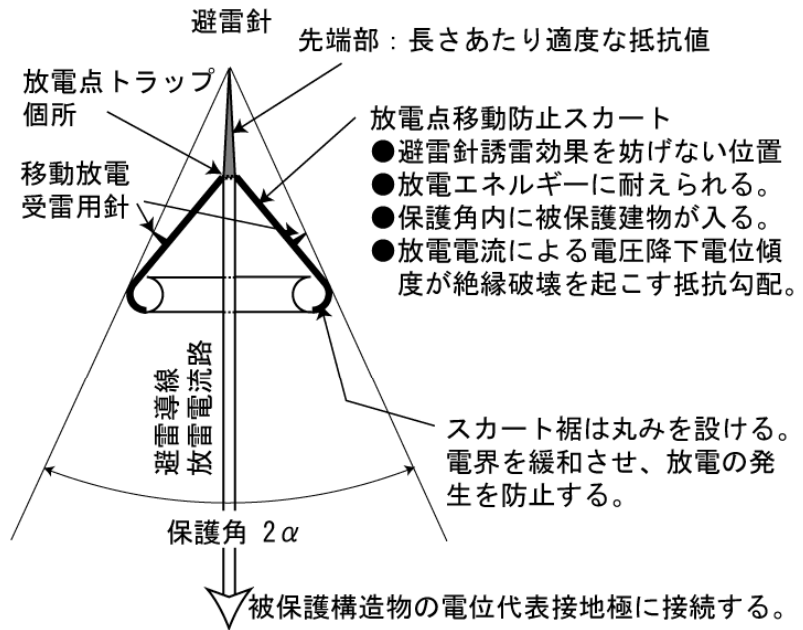 避雷針
先端部：長さあたり適度な抵抗値
放電点トラップ
個所
放電点移動防止スカート
●避雷針誘雷効果を妨げない位置
●放電エネルギーに耐えられる。
●保護角内に被保護建物が入る。
●放電電流による電圧降下電位傾
度が絶縁破壊を起こす抵抗勾配。
移動放電
受雷用針
避雷導線
放雷電流路
スカート裾は丸みを設ける。
電界を緩和させ、放電の発
生を防止する。
保護角 2α
被保護構造物の電位代表接地極に接続する。